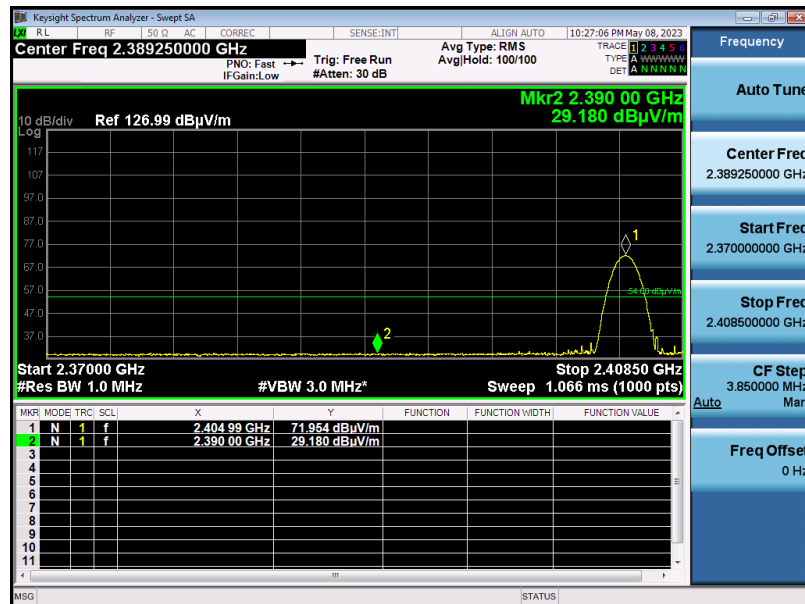 Keysight Spectrum Analyzer - Swept SA
LXI RL RF 50 Ω AC CORREC SENSE:INT ALIGN AUTO 10:27:06 PM May 08, 2023
Center Freq 2.389250000 GHz
PNO: Fast
IFGain:Low
Trig: Free Run
#Atten: 30 dB
Avg Type: RMS
Avg|Hold: 100/100
TRACE 1 2 3 4 5 6
TYPE A WWWWW
DET A N N N N N
Mkr2 2.390 00 GHz
29.180 dBµV/m
10 dB/div Ref 126.99 dBµV/m
Log
117
107
97.0
87.0
77.0
67.0
57.0
47.0
37.0
1
54.00 dBµV/m
2
Start 2.37000 GHz Stop 2.40850 GHz
#Res BW 1.0 MHz #VBW 3.0 MHz* Sweep 1.066 ms (1000 pts)
MKR MODE TRC SCL X Y FUNCTION FUNCTION WIDTH FUNCTION VALUE
1 N 1 f 2.404 99 GHz 71.954 dBµV/m
2 N 1 f 2.390 00 GHz 29.180 dBµV/m
3
4
5
6
7
8
9
10
11
MSG STATUS
Frequency
Auto Tune
Center Freq
2.389250000 GHz
Start Freq
2.370000000 GHz
Stop Freq
2.408500000 GHz
CF Step
3.850000 MHz
Auto Man
Freq Offset
0 Hz